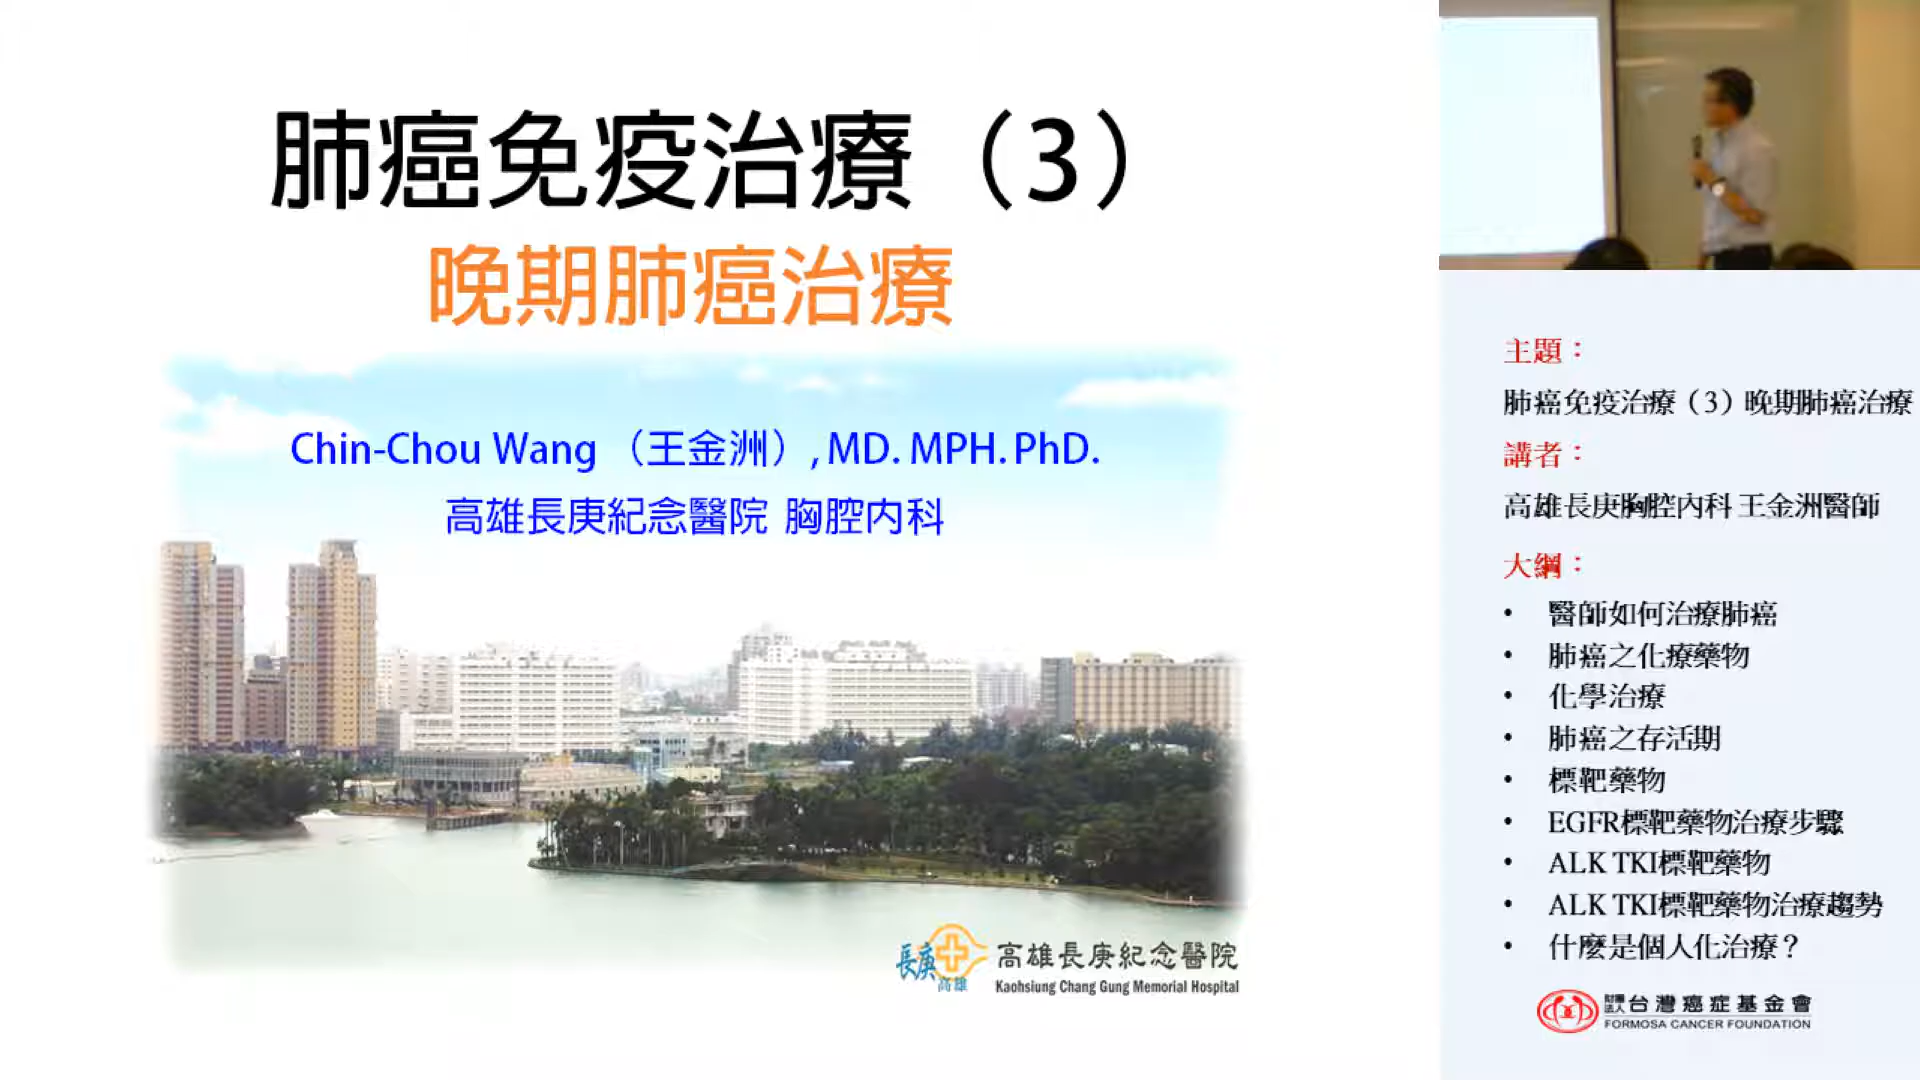 肺癌免疫治療（3）
晚期肺癌治療
Chin-Chou Wang （王金洲）, MD. MPH. PhD.
高雄長庚紀念醫院 胸腔内科
長庚
高雄
高雄長庚紀念醫院
Kaohsiung Chang Gung Memorial Hospital
主題：
肺癌免疫治療（3）晚期肺癌治療
講者：
高雄長庚胸腔內科 王金洲醫師
大綱：
• 醫師如何治療肺癌
• 肺癌之化療藥物
• 化學治療
• 肺癌之存活期
• 標靶藥物
• EGFR標靶藥物治療步驟
• ALK TKI標靶藥物
• ALK TKI標靶藥物治療趨勢
• 什麼是個人化治療？
財團法人台灣癌症基金會
FORMOSA CANCER FOUNDATION